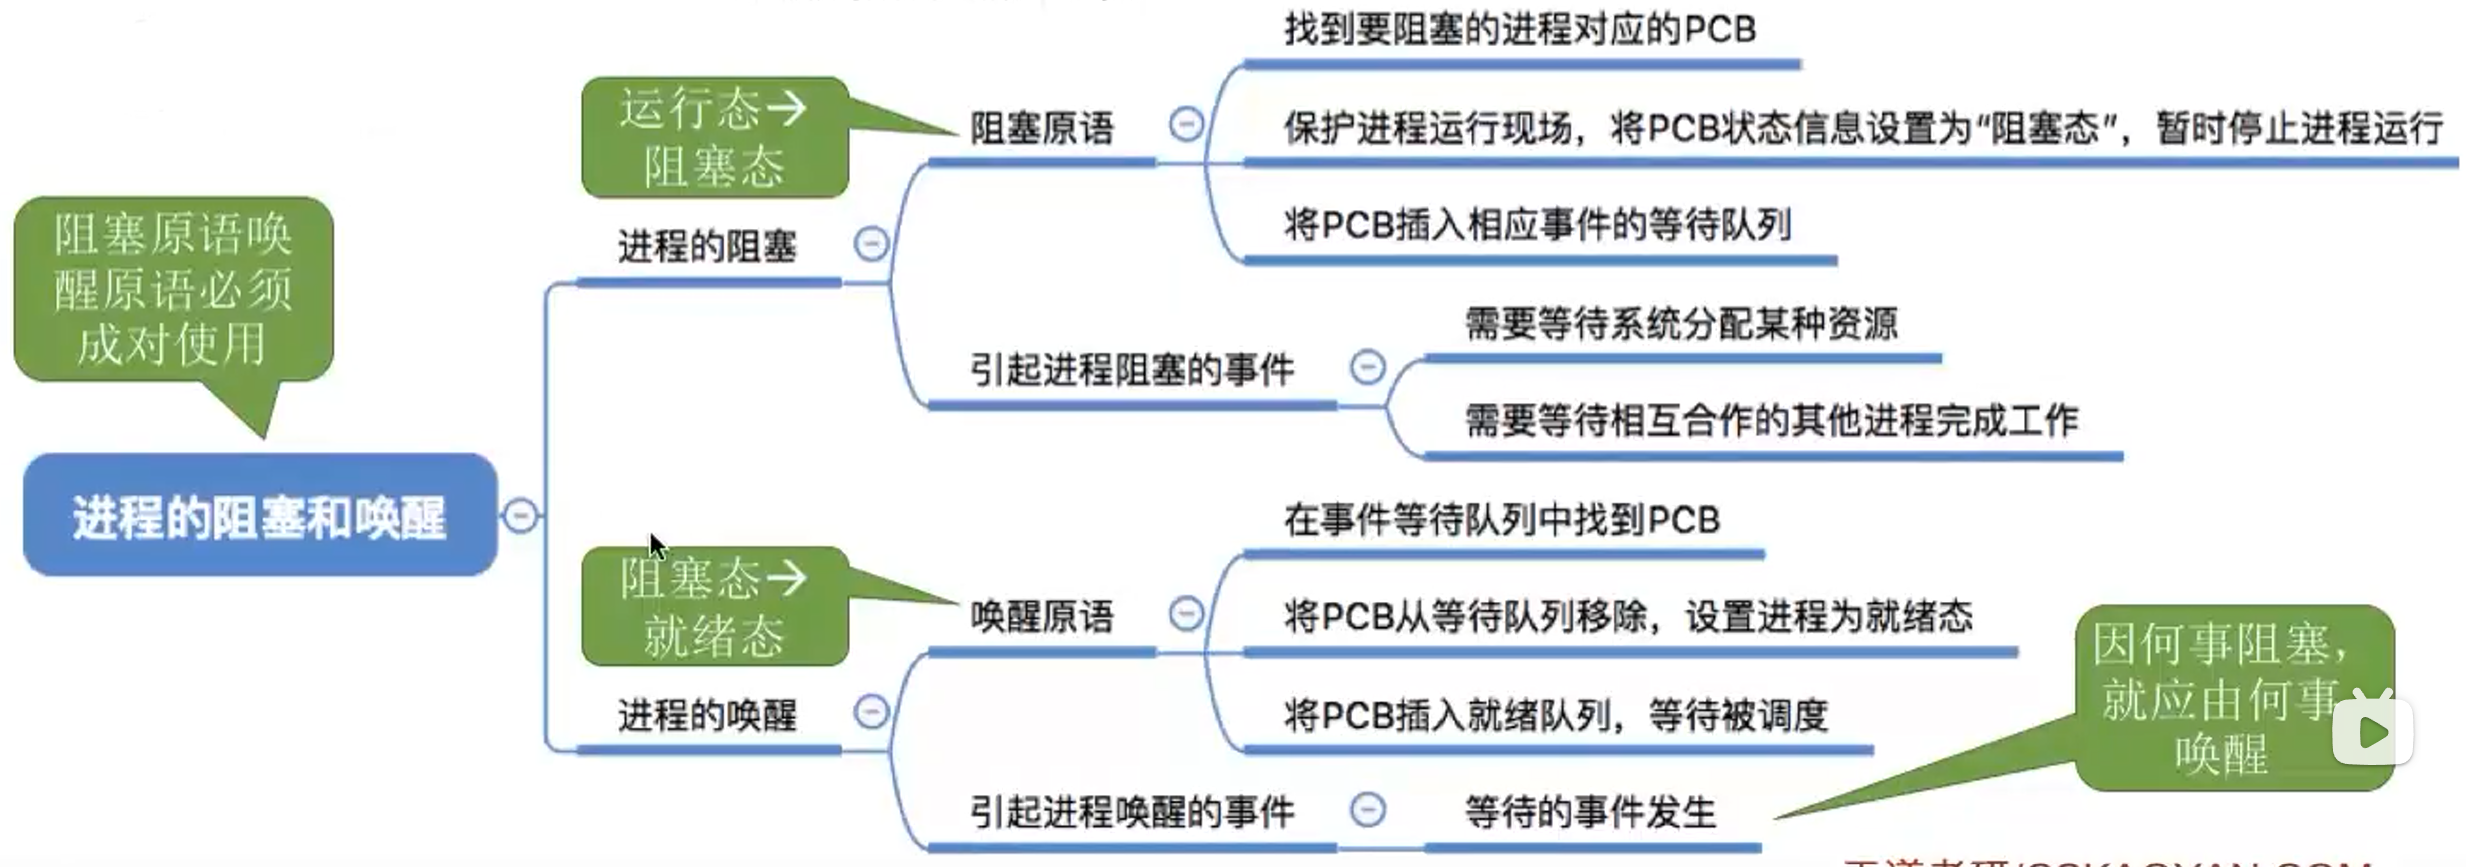 找到要阻塞的进程对应的PCB
运行态→
阻塞态
阻塞原语
保护进程运行现场，将PCB状态信息设置为“阻塞态”，暂时停止进程运行
将PCB插入相应事件的等待队列
进程的阻塞
阻塞原语唤
醒原语必须
成对使用
引起进程阻塞的事件
需要等待系统分配某种资源
需要等待相互合作的其他进程完成工作
进程的阻塞和唤醒
在事件等待队列中找到PCB
阻塞态→
就绪态
唤醒原语
将PCB从等待队列移除，设置进程为就绪态
将PCB插入就绪队列，等待被调度
进程的唤醒
引起进程唤醒的事件
等待的事件发生
因何事阻塞，
就应由何事
唤醒